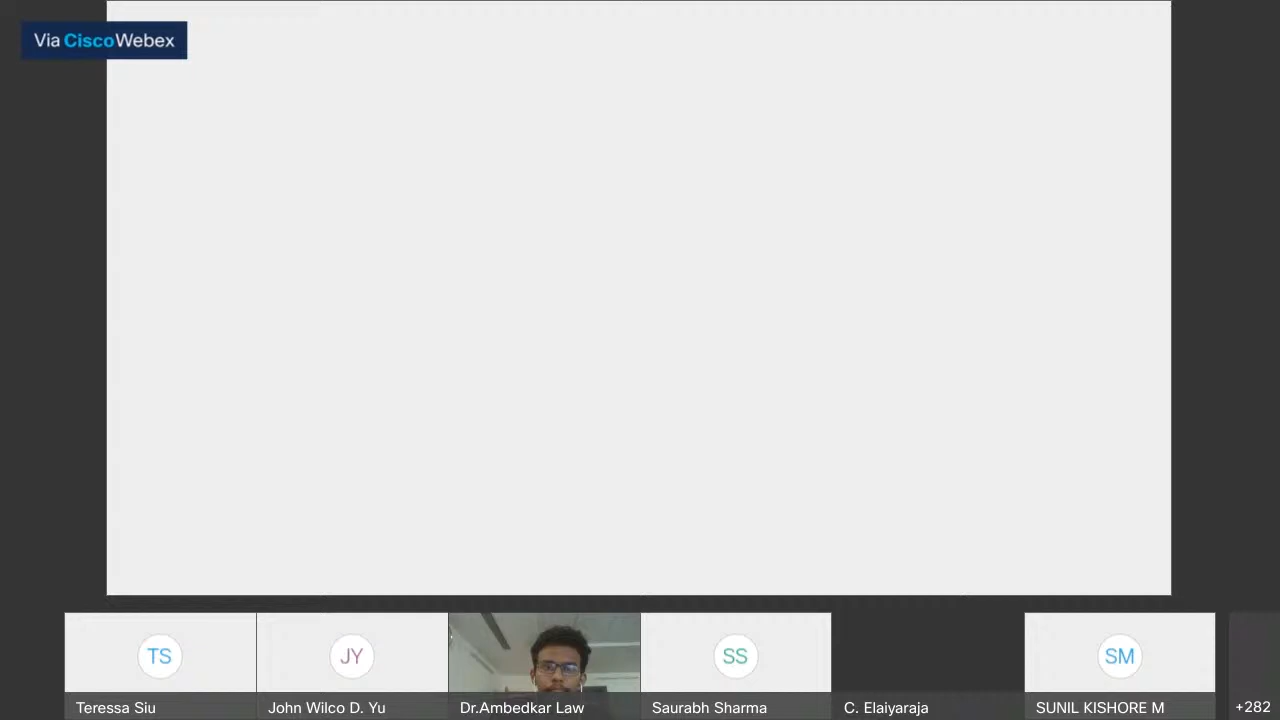 Via CiscoWebex
TS
JY
SS
SM
Teressa Siu
John Wilco D. Yu
Dr.Ambedkar Law
Saurabh Sharma
C. Elaiyaraja
SUNIL KISHORE M
+282